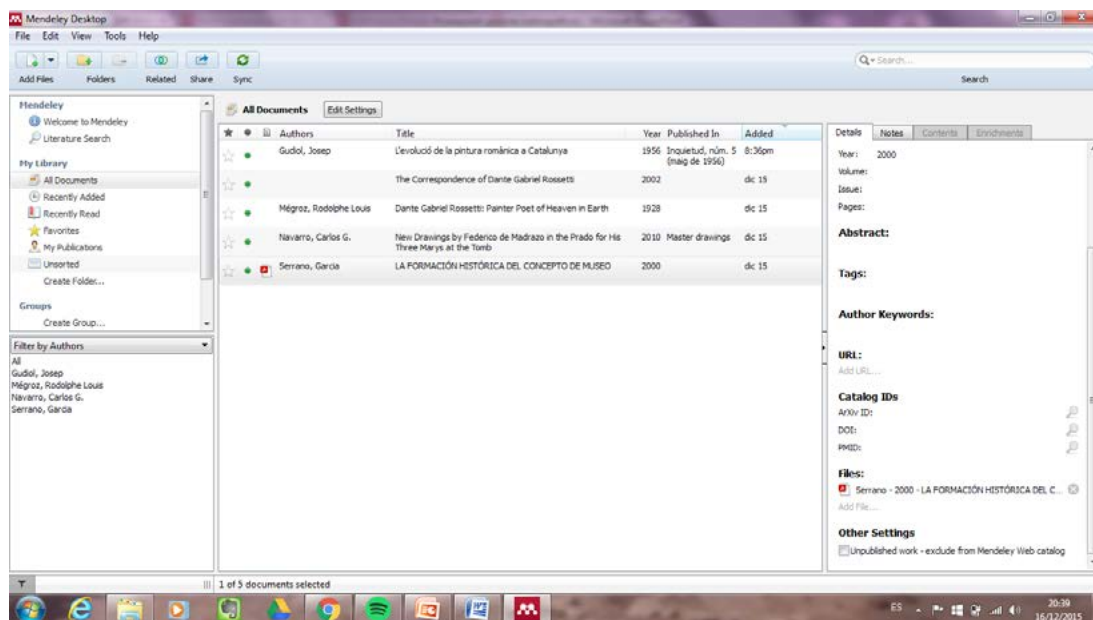 Mendeley Desktop
File Edit View Tools Help
Add Files Folders Related Share Sync
Search...
Search
Mendeley
Welcome to Mendeley
Literature Search
My Library
All Documents
Recently Added
Recently Read
Favorites
My Publications
Unsorted
Create Folder...
Groups
Create Group...
Filter by Authors
All
Gudiol, Josep
Mégroz, Rodolphe Louis
Navarro, Carlos G.
Serrano, Garcia
All Documents Edit Settings
Authors Title Year Published In Added
Gudiol, Josep L'evolució de pintura romànica a Catalunya 1956 Inquietud, núm. 5 8:36pm
(maig de 1956)
The Correspondence of Dante Gabriel Rossetti 2002 dic 15
Mégroz, Rodolphe Louis Dante Gabriel Rossetti: Painter Poet of Heaven in Earth 1928 dic 15
Navarro, Carlos G. New Drawings by Federico de Madrazo in the Prado for His 2010 Master drawings dic 15
Three Marys at the Tomb
Serrano, Garcia LA FORMACIÓN HISTÓRICA DEL CONCEPTO DE MUSEO 2000 dic 15
Details Notes Contents Enrichments
Year: 2000
Volume:
Issue:
Pages:
Abstract:
Tags:
Author Keywords:
URL:
Add URL...
Catalog IDs
ArXiv ID:
DOI:
PMID:
Files:
Serrano - 2000 - LA FORMACIÓN HISTÓRICA DEL C...
Add File...
Other Settings
Unpublished work - exclude from Mendeley Web catalog
1 of 5 documents selected
ES 20:39
16/12/2015